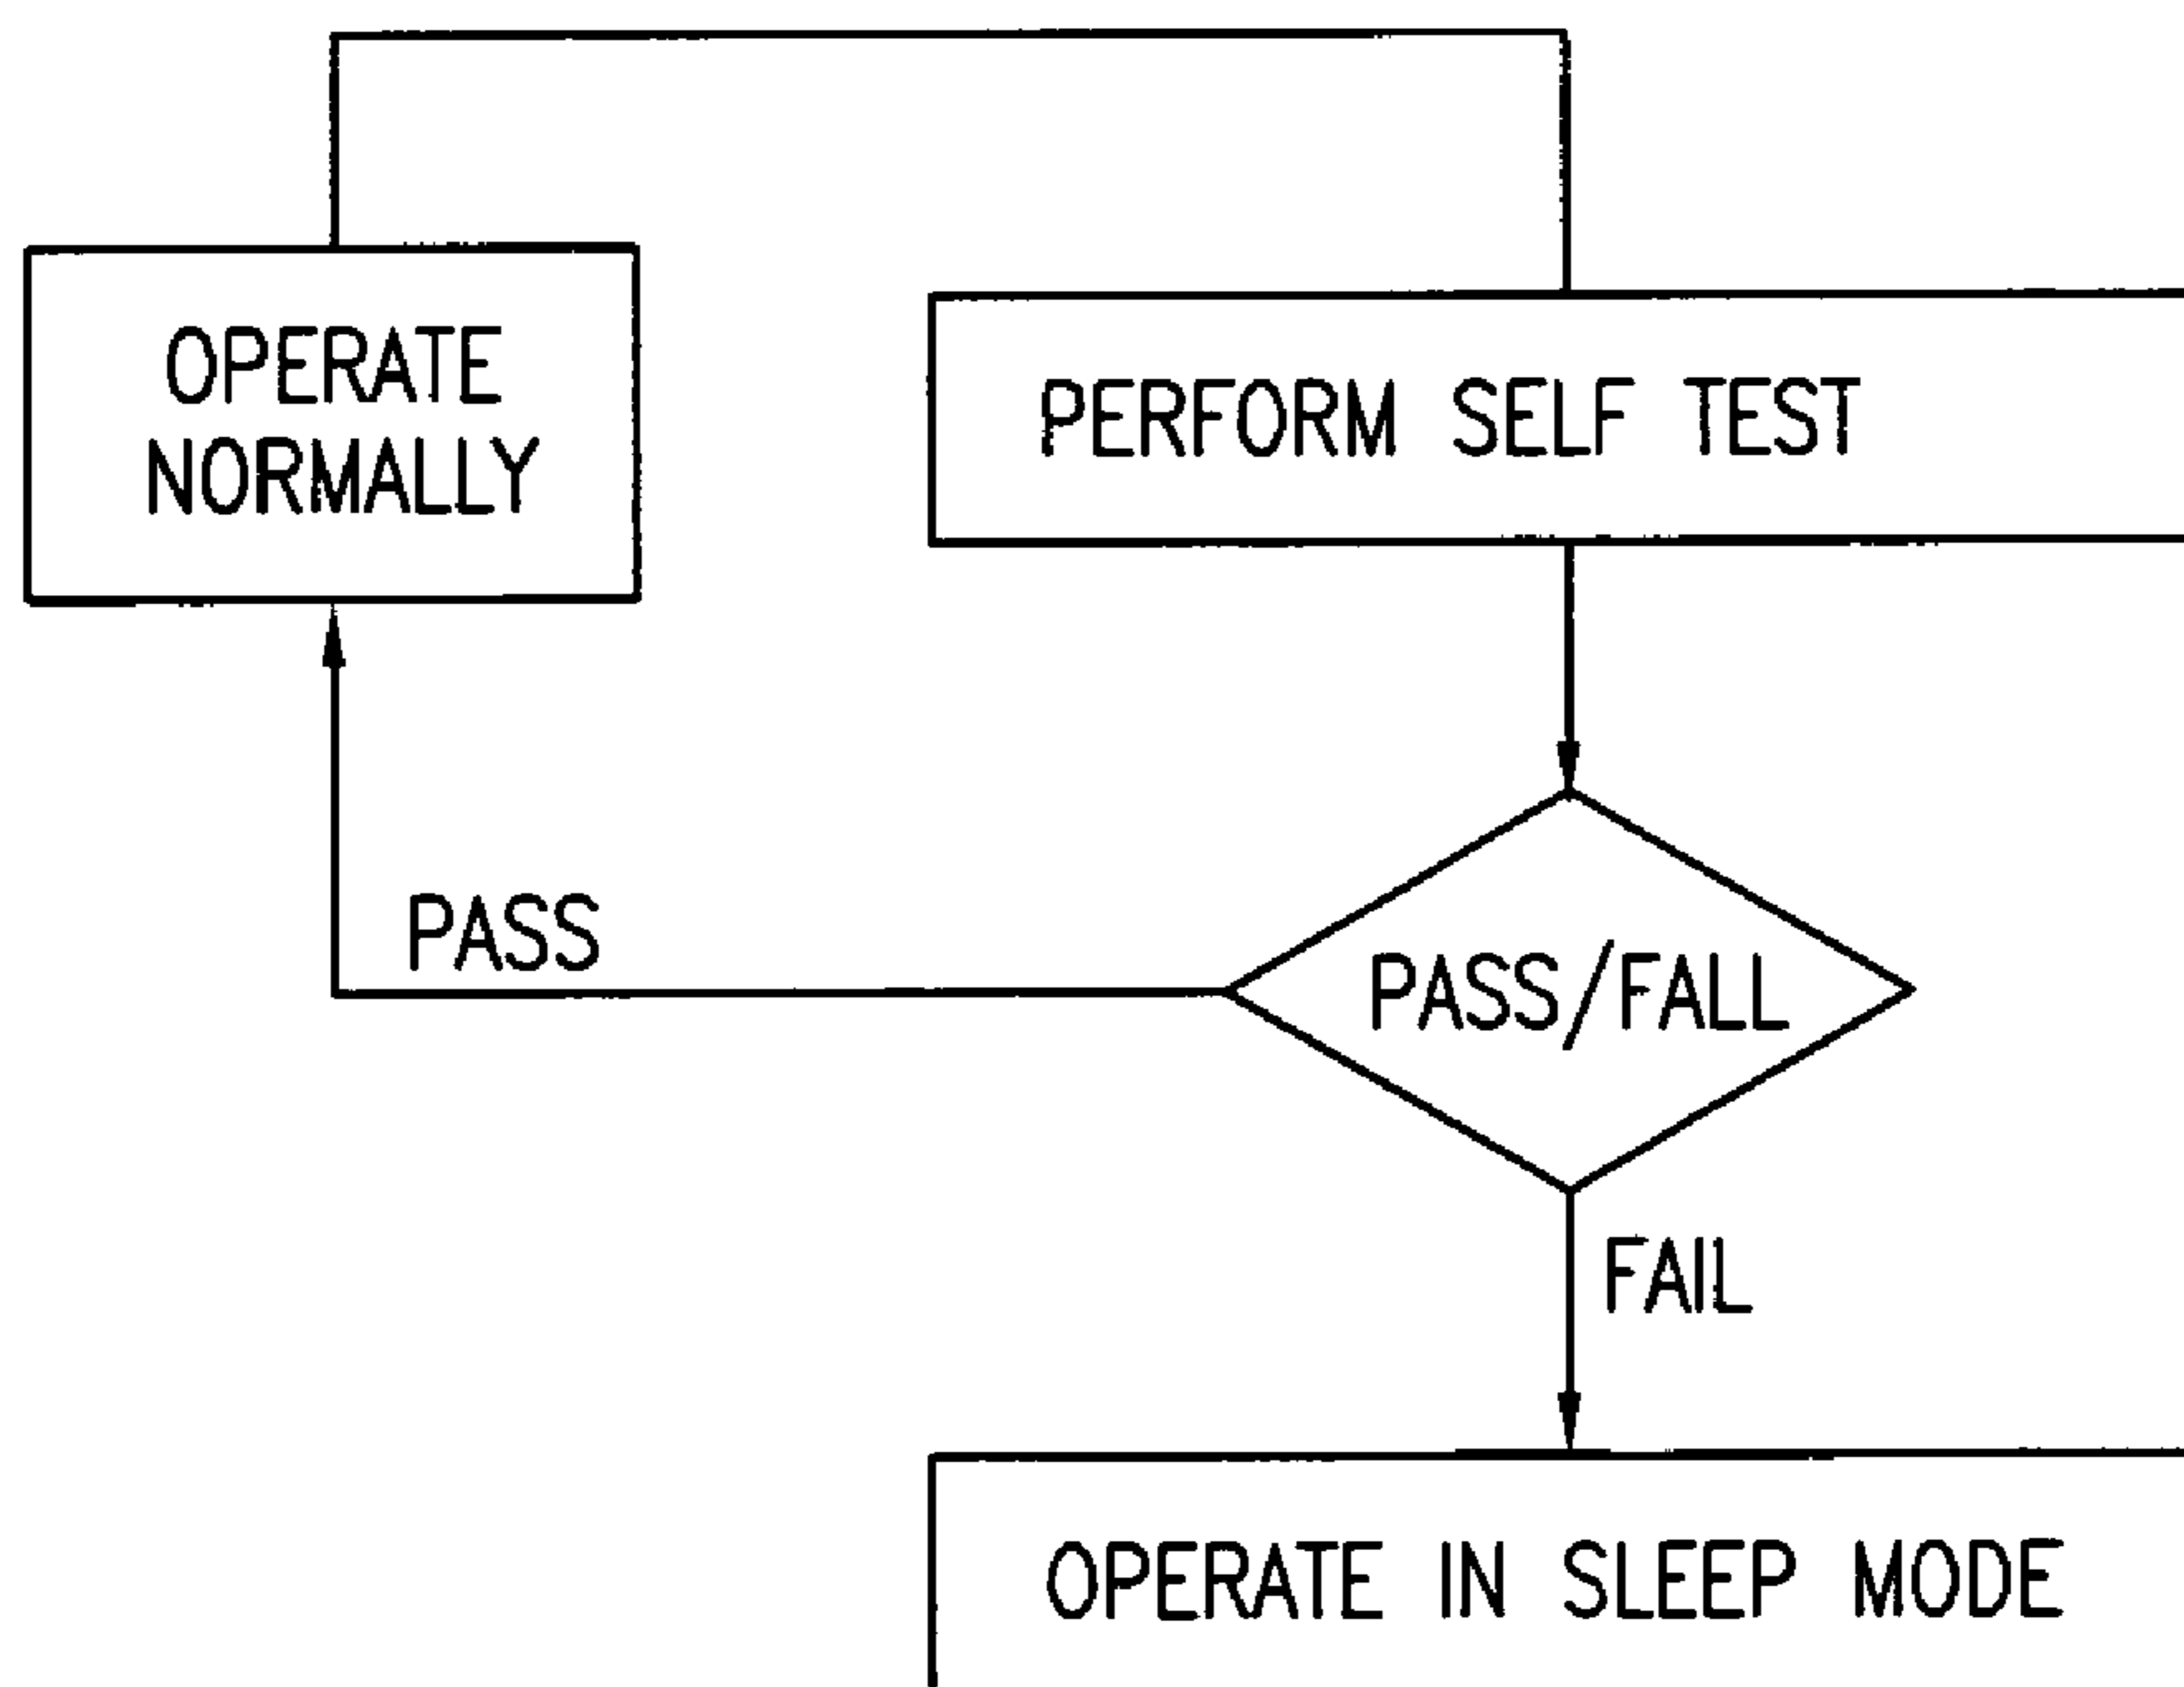 OPERATE
NORMALLY
PERFORM SELF TEST
PASS
PASS/FALL
FAIL
OPERATE IN SLEEP MODE